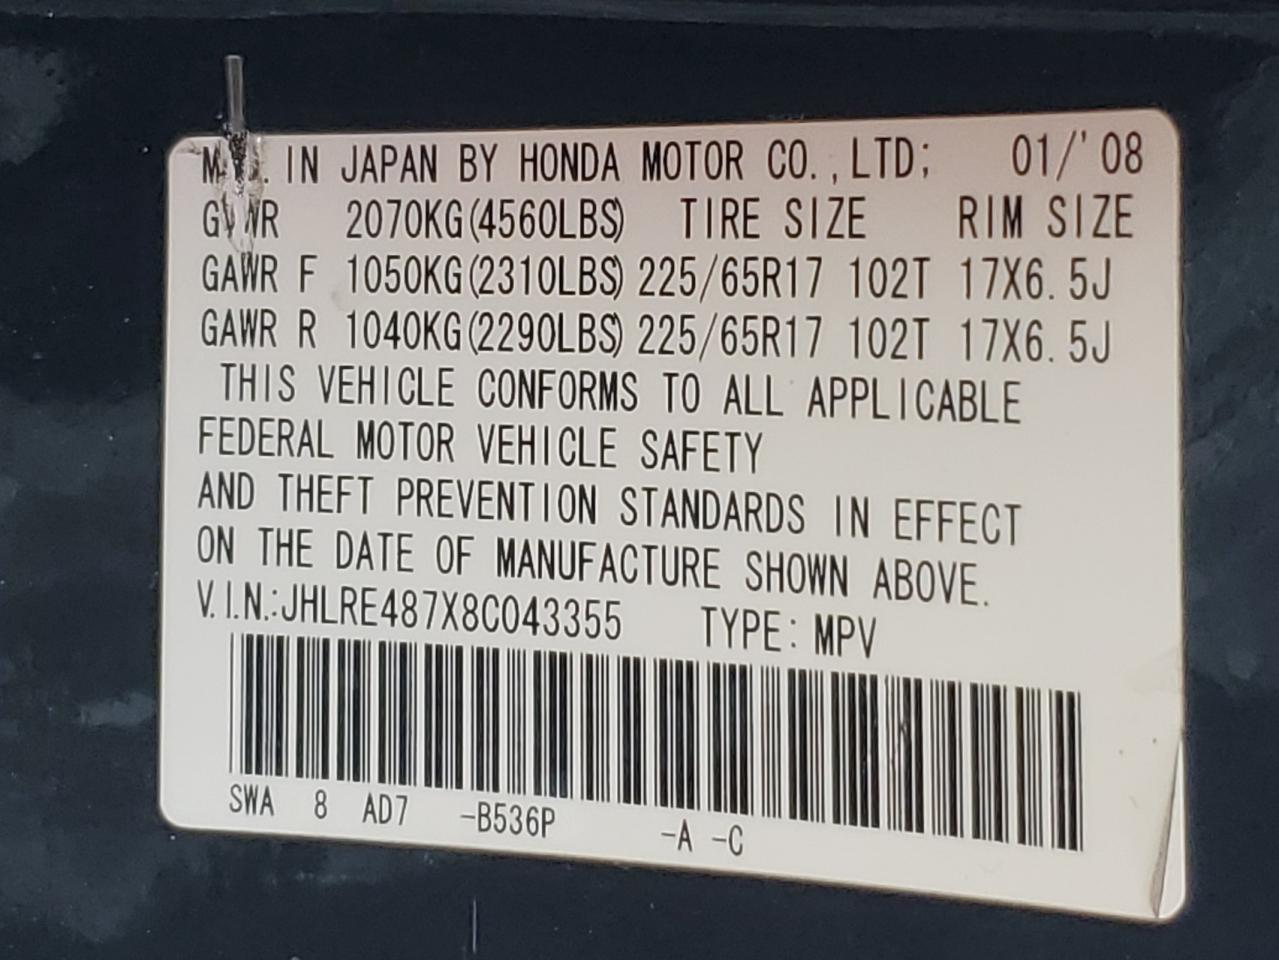 MFD. IN JAPAN BY HONDA MOTOR CO., LTD; 01/'08
GVWR 2070KG(4560LBS) TIRE SIZE RIM SIZE
GAWR F 1050KG(2310LBS) 225/65R17 102T 17X6.5J
GAWR R 1040KG(2290LBS) 225/65R17 102T 17X6.5J
THIS VEHICLE CONFORMS TO ALL APPLICABLE
FEDERAL MOTOR VEHICLE SAFETY
AND THEFT PREVENTION STANDARDS IN EFFECT
ON THE DATE OF MANUFACTURE SHOWN ABOVE.
V.I.N.:JHLRE487X8C043355 TYPE: MPV
SWA 8 AD7 -B536P -A -C